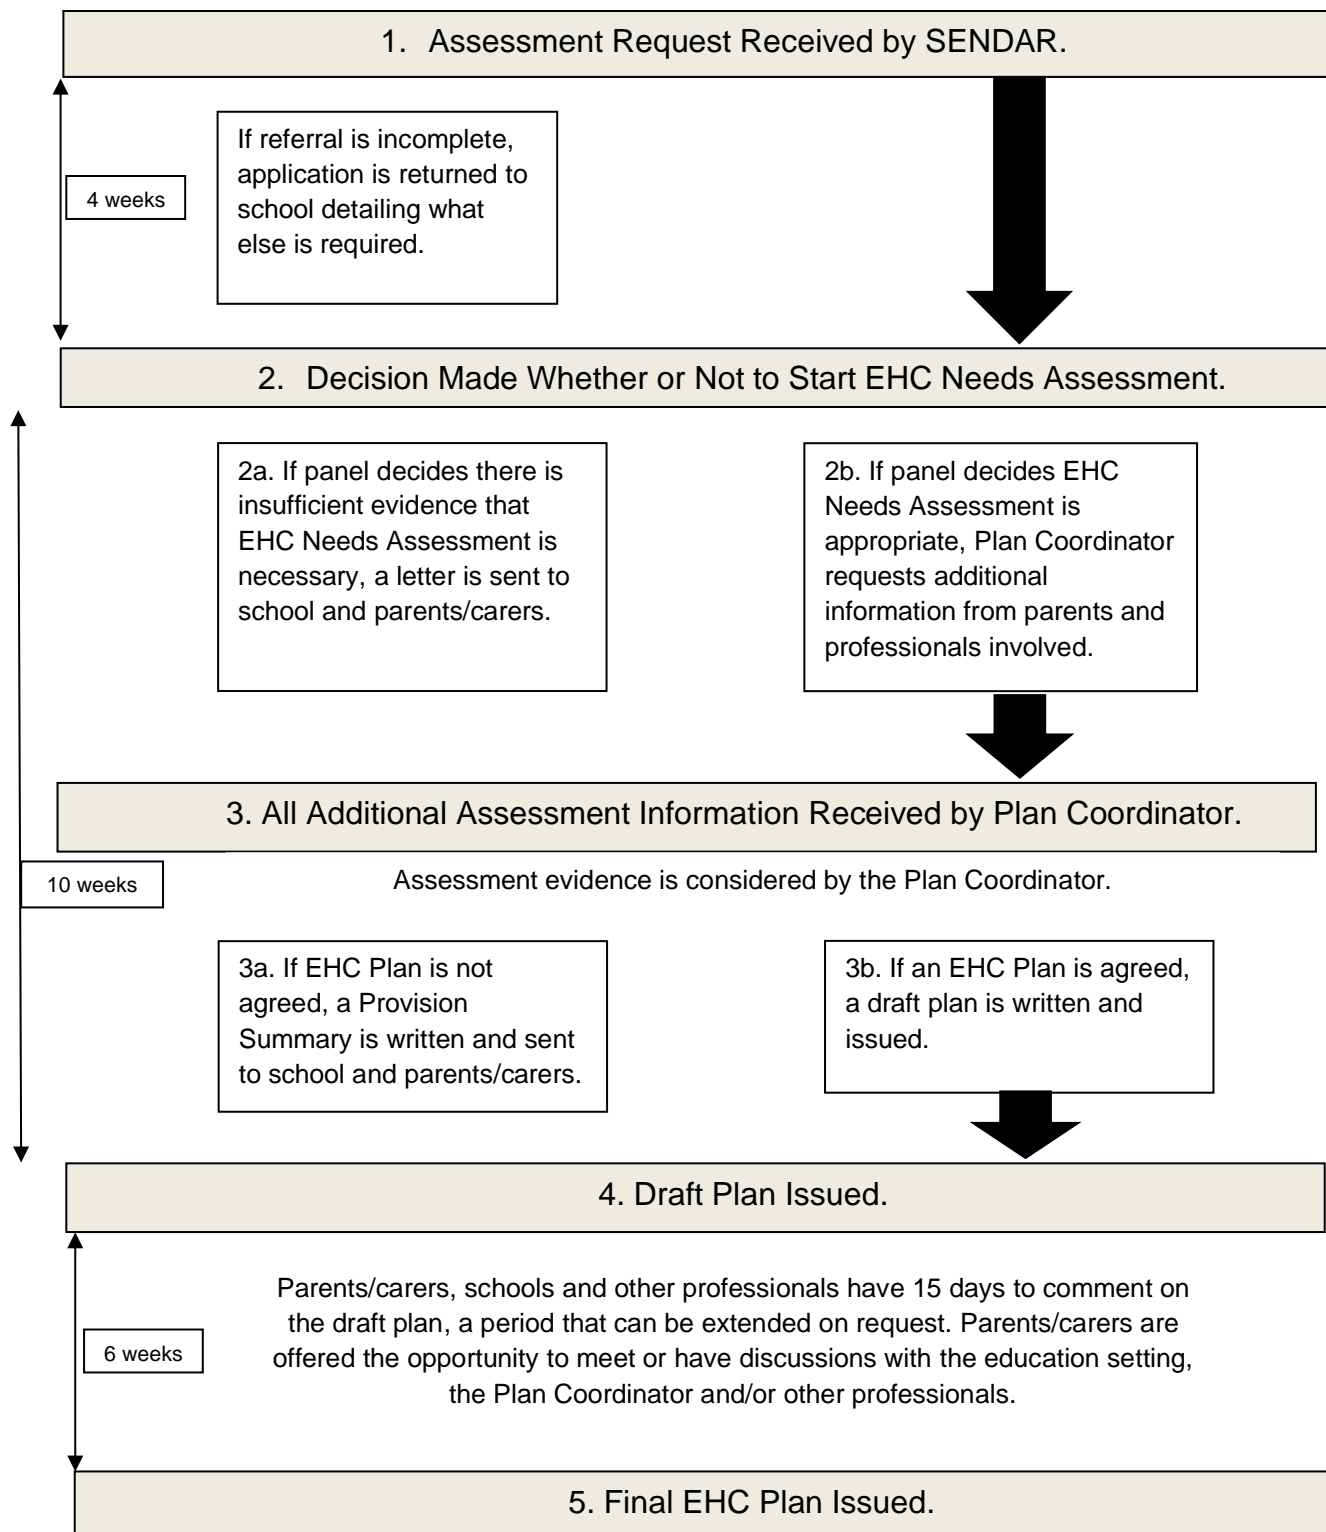 1. Assessment Request Received by SENDAR.
If referral is incomplete,
application is returned to
school detailing what
else is required.
4 weeks
2. Decision Made Whether or Not to Start EHC Needs Assessment.
2a. If panel decides there is
insufficient evidence that
EHC Needs Assessment is
necessary, a letter is sent to
school and parents/carers.
2b. If panel decides EHC
Needs Assessment is
appropriate, Plan Coordinator
requests additional
information from parents and
professionals involved.
3. All Additional Assessment Information Received by Plan Coordinator.
10 weeks
Assessment evidence is considered by the Plan Coordinator.
3a. If EHC Plan is not
agreed, a Provision
Summary is written and sent
to school and parents/carers.
3b. If an EHC Plan is agreed,
a draft plan is written and
issued.
4. Draft Plan Issued.
Parents/carers, schools and other professionals have 15 days to comment on
the draft plan, a period that can be extended on request. Parents/carers are
offered the opportunity to meet or have discussions with the education setting,
the Plan Coordinator and/or other professionals.
6 weeks
5. Final EHC Plan Issued.